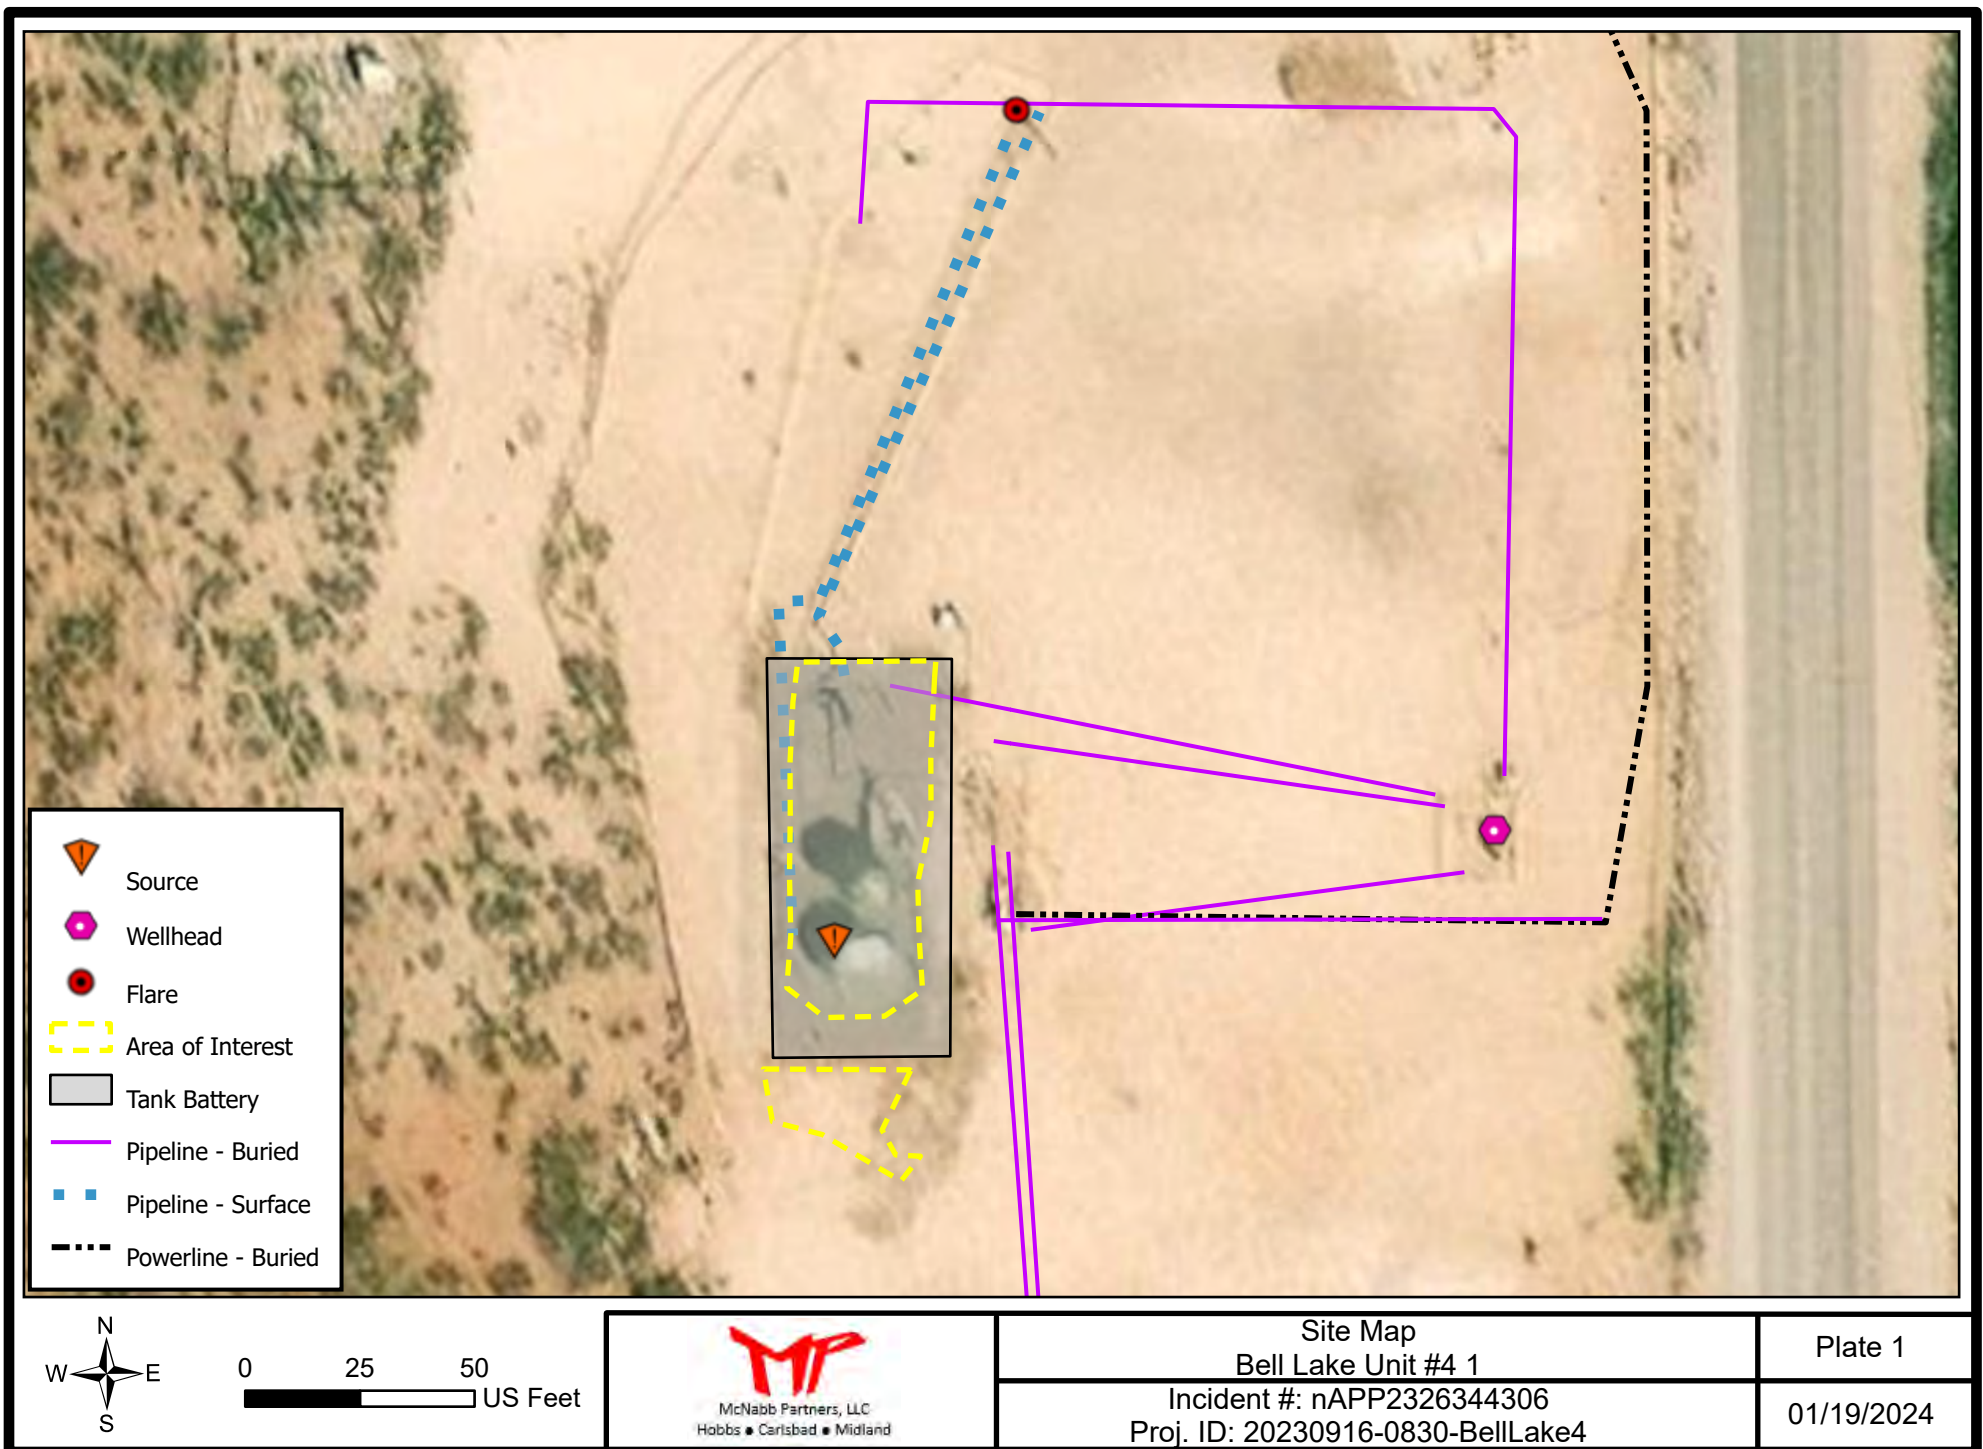 Source
Wellhead
Flare
Area of Interest
Tank Battery
Pipeline - Buried
Pipeline - Surface
Powerline - Buried
N
W E
S
0 25 50
US Feet
McNabb Partners, LLC
Hobbs • Carlsbad • Midland
Site Map
Bell Lake Unit #4 1
Incident #: nAPP2326344306
Proj. ID: 20230916-0830-BellLake4
Plate 1
01/19/2024